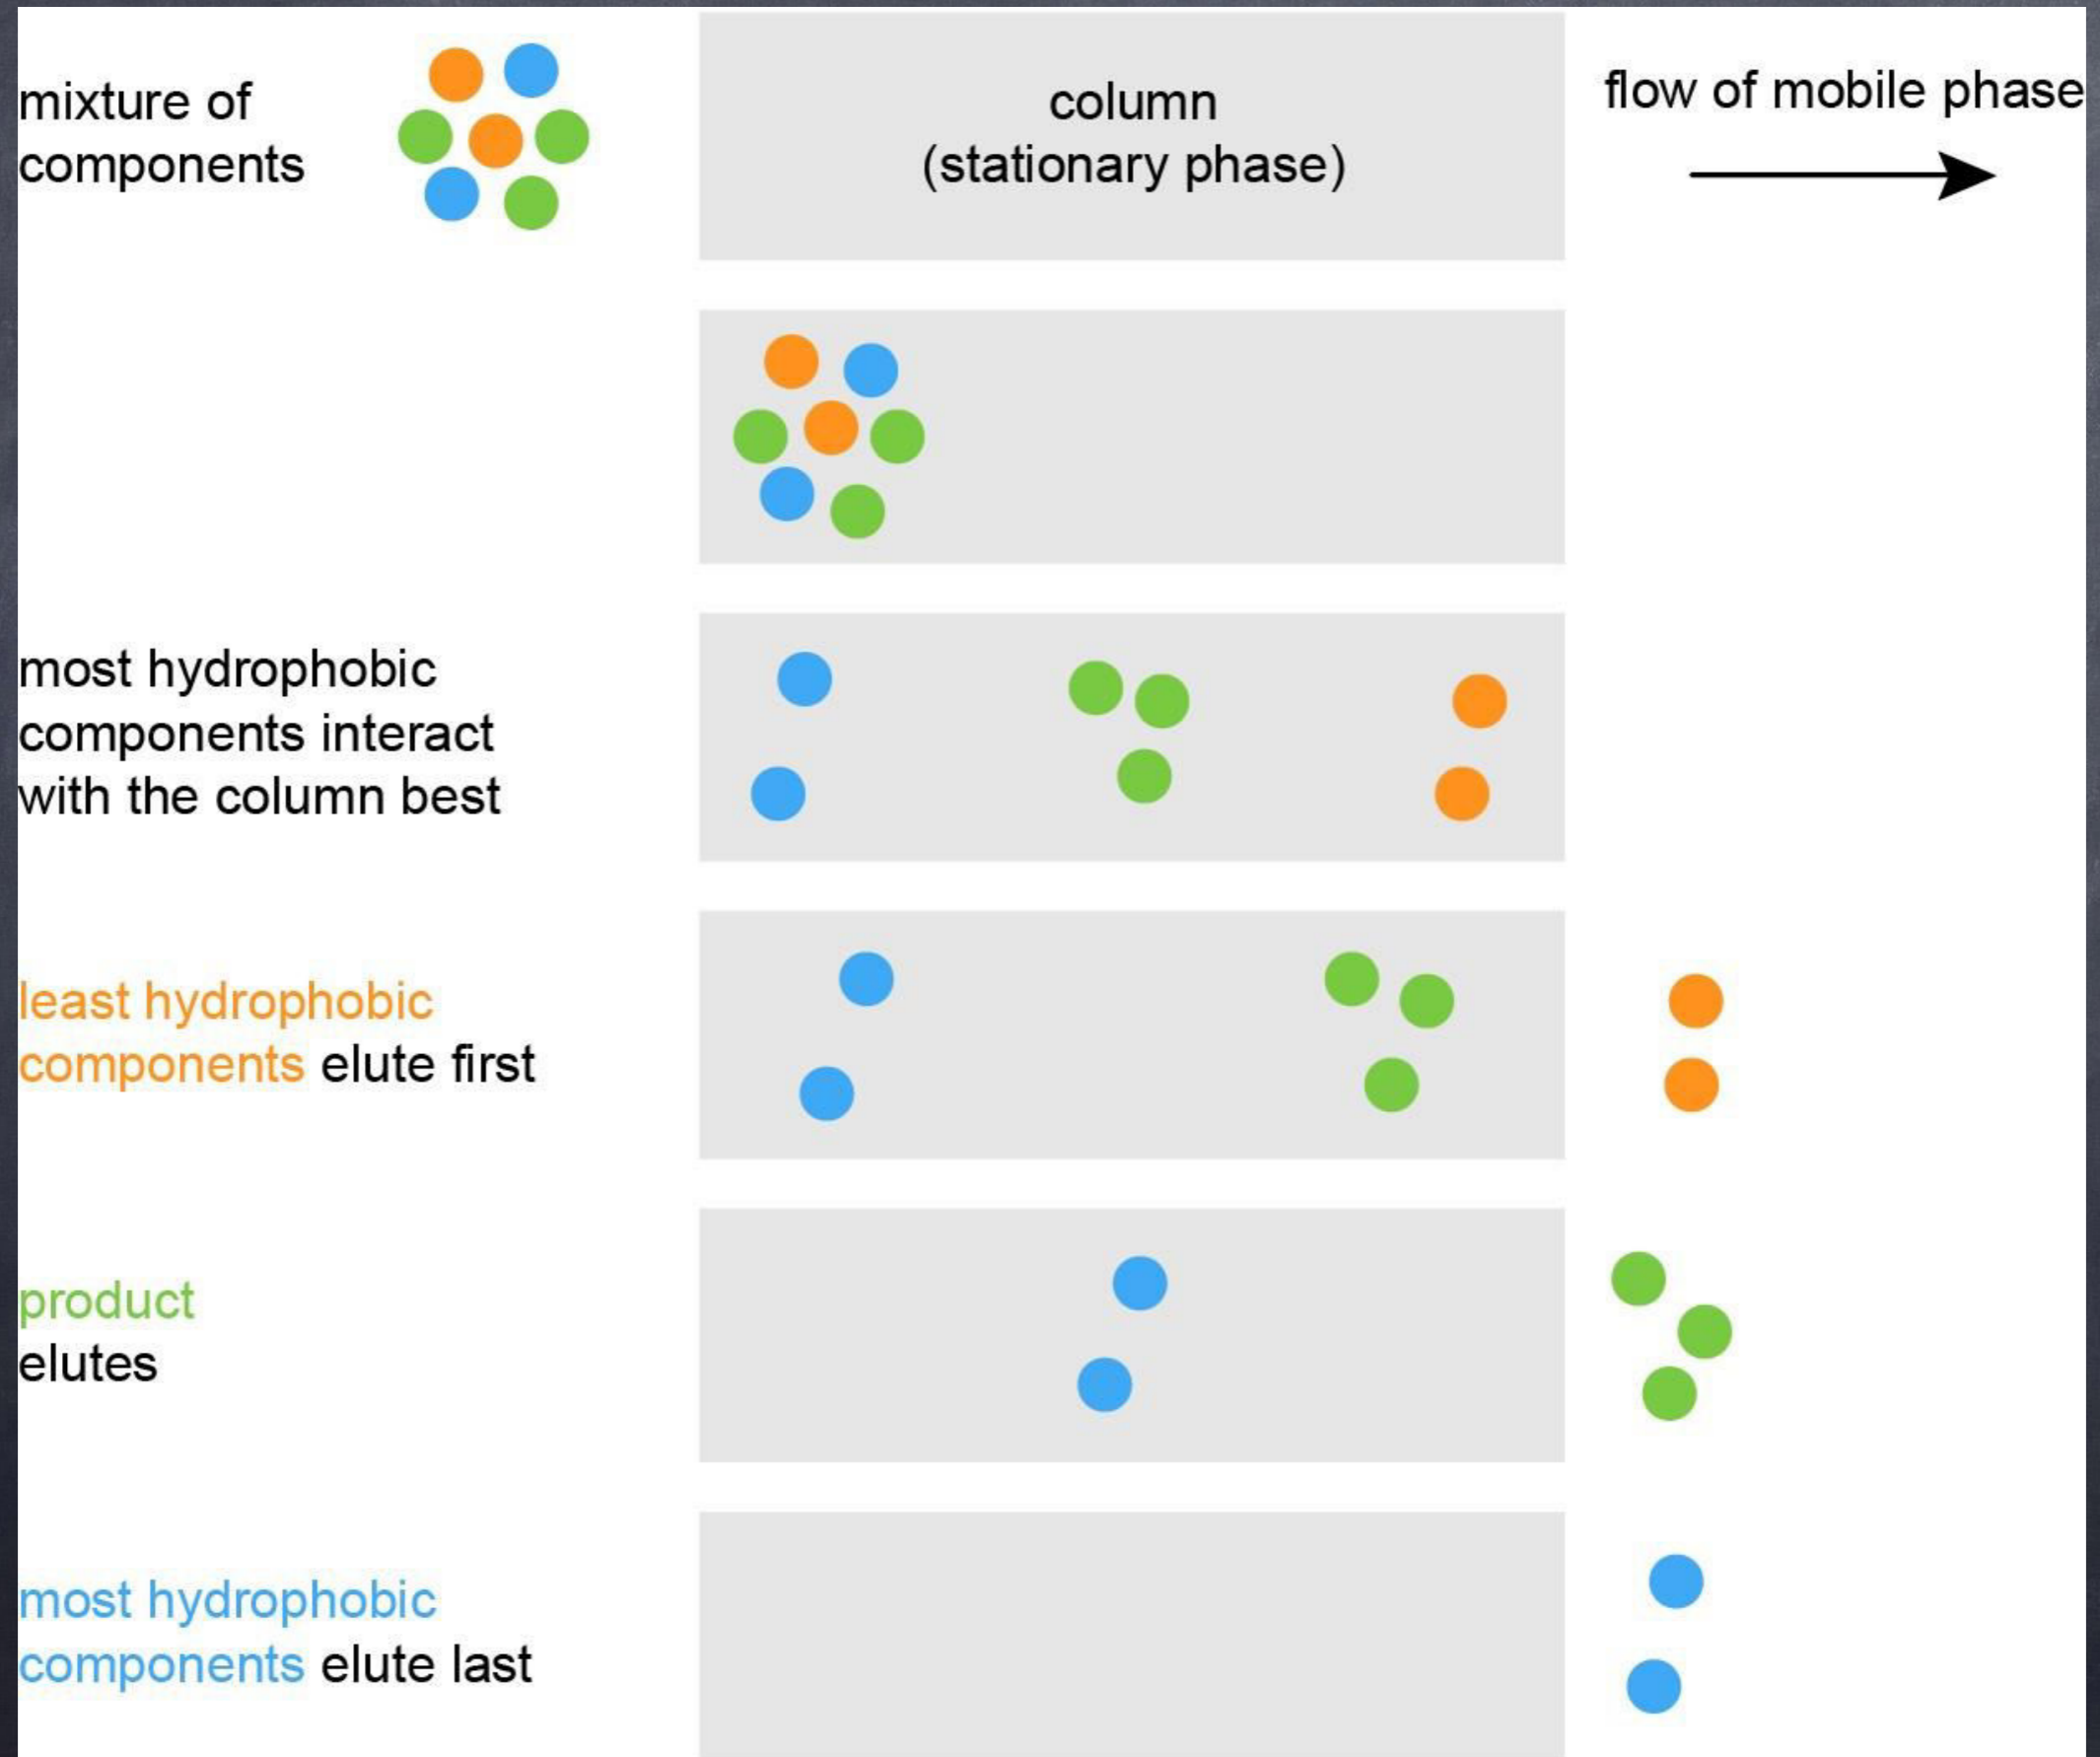 mixture of
components
column
(stationary phase)
flow of mobile phase
most hydrophobic
components interact
with the column best
least hydrophobic
components elute first
product
elutes
most hydrophobic
components elute last